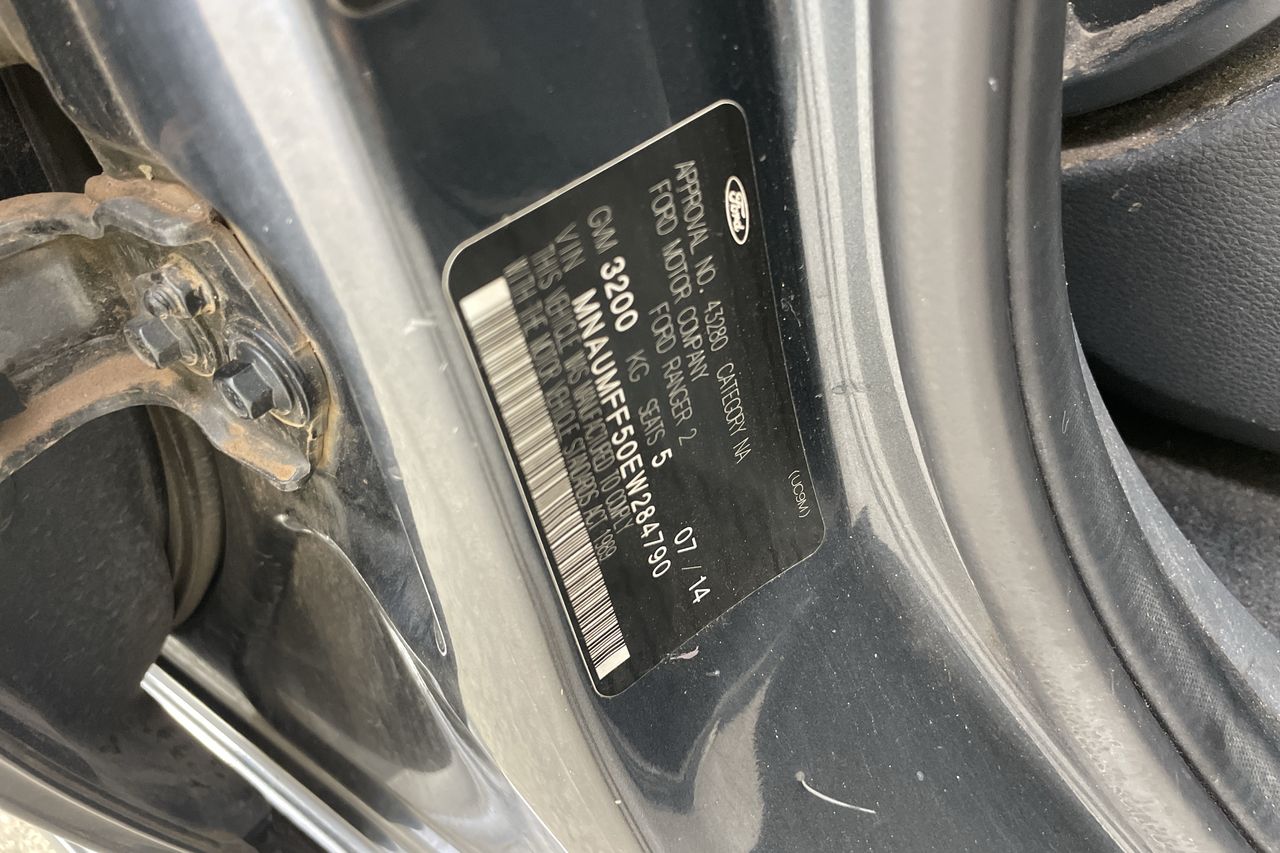 Ford
(UC9M)
APPROVAL NO. 43280 CATEGORY NA
FORD MOTOR COMPANY
FORD RANGER 2
07 / 14
GVM 3200 KG SEATS 5
VIN MNAUMFF50EW284790
THIS VEHICLE WAS MANUFACTURED TO COMPLY
WITH THE MOTOR VEHICLE STANDARDS ACT 1989